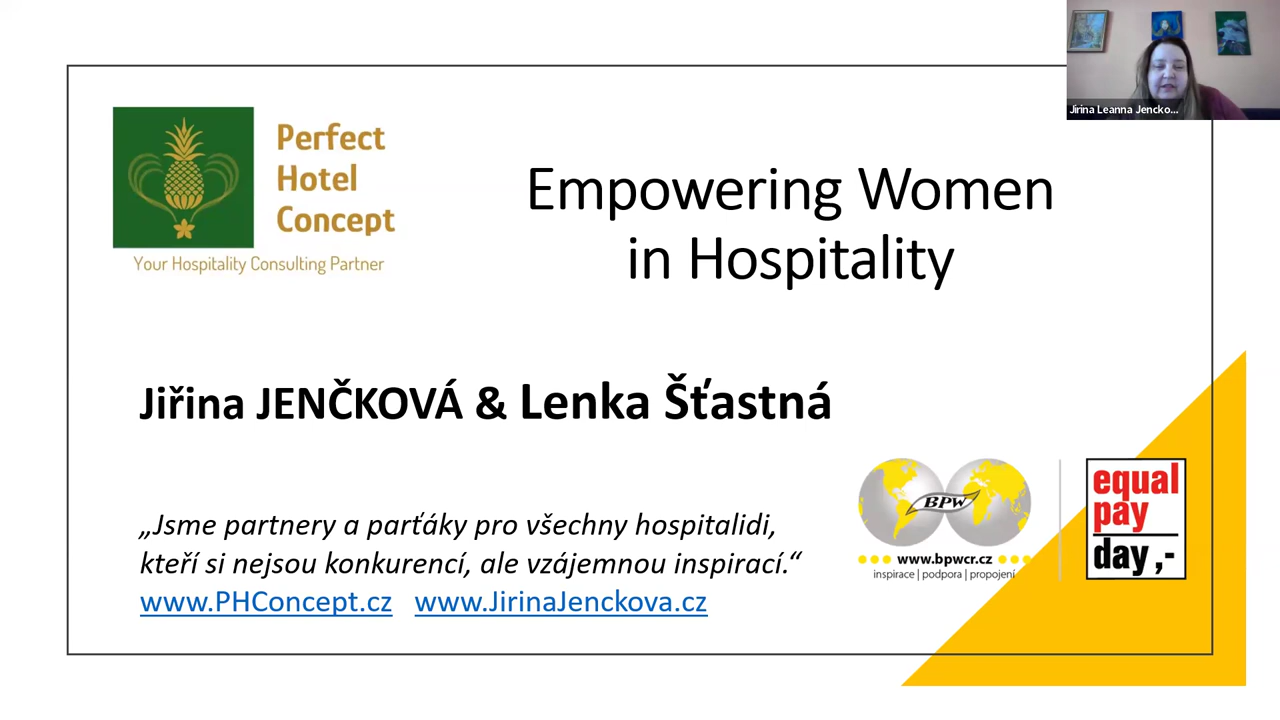 Jirina Leanna Jencko...
Perfect
Hotel
Concept
Your Hospitality Consulting Partner
Empowering Women
in Hospitality
Jiřina JENČKOVÁ & Lenka Šťastná
„Jsme partnery a parťáky pro všechny hospitalidi,
kteří si nejsou konkurencí, ale vzájemnou inspirací.“
www.PHConcept.cz www.JirinaJenckova.cz
BPW
www.bpwcr.cz
inspirace | podpora | propojení
equal
pay
day,-